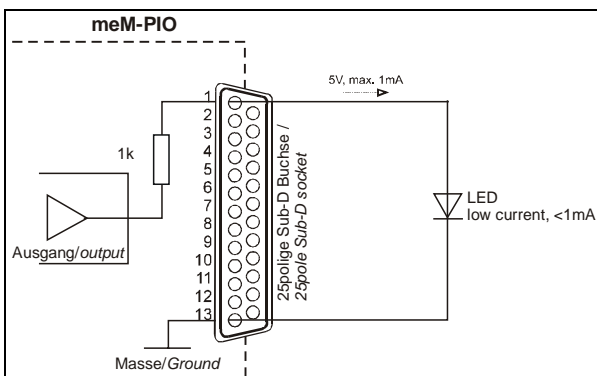 meM-PIO
5V, max. 1mA
1
2
3
4
5
6
7
8
9
10
11
12
13
1k
25polige Sub-D Buchse /
25pole Sub-D socket
LED
low current, <1mA
Ausgang/output
Masse/Ground